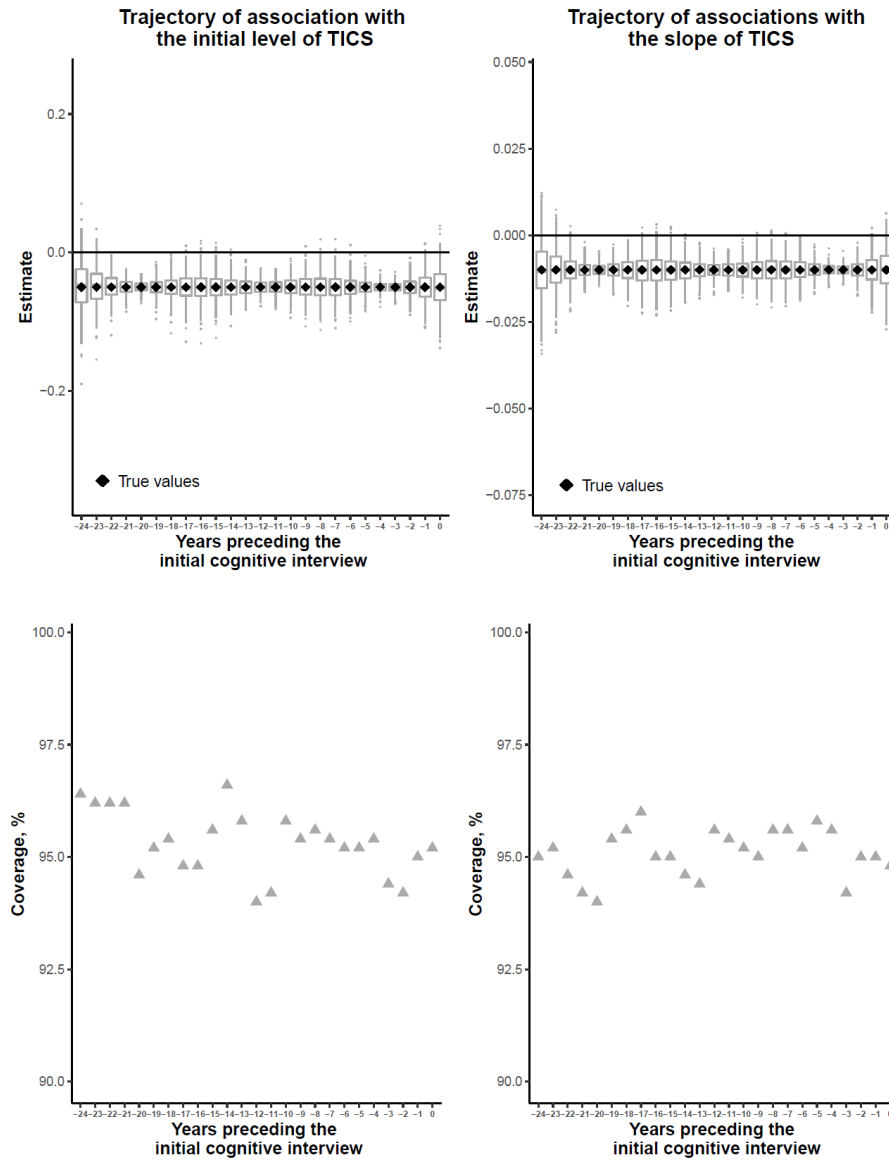 Trajectory of association with
the initial level of TICS
0.2
0.0
−0.2
Estimate
True values
−24 −23 −22 −21 −20 −19 −18 −17 −16 −15 −14 −13 −12 −11 −10 −9 −8 −7 −6 −5 −4 −3 −2 −1 0
Years preceding the
initial cognitive interview
Trajectory of associations with
the slope of TICS
0.050
0.025
0.000
−0.025
−0.050
−0.075
Estimate
True values
−24 −23 −22 −21 −20 −19 −18 −17 −16 −15 −14 −13 −12 −11 −10 −9 −8 −7 −6 −5 −4 −3 −2 −1 0
Years preceding the
initial cognitive interview
100.0
97.5
95.0
92.5
90.0
Coverage, %
−24 −23 −22 −21 −20 −19 −18 −17 −16 −15 −14 −13 −12 −11 −10 −9 −8 −7 −6 −5 −4 −3 −2 −1 0
Years preceding the
initial cognitive interview
100.0
97.5
95.0
92.5
90.0
Coverage, %
−24 −23 −22 −21 −20 −19 −18 −17 −16 −15 −14 −13 −12 −11 −10 −9 −8 −7 −6 −5 −4 −3 −2 −1 0
Years preceding the
initial cognitive interview